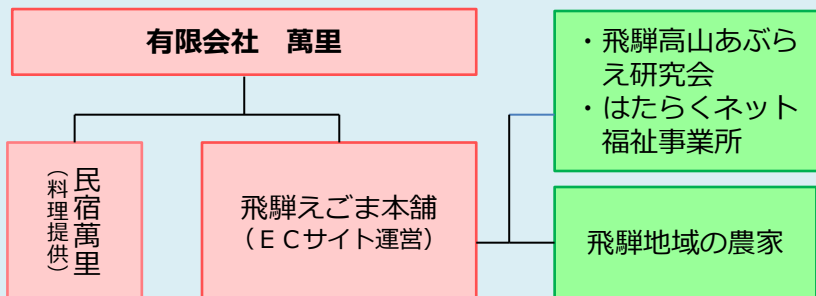 有限会社　萬里
・飛騨高山あぶら
え研究会
・はたらくネット
福祉事業所
民宿萬里
（料理提供）
飛騨えごま本舗
（ＥＣサイト運営）
飛騨地域の農家